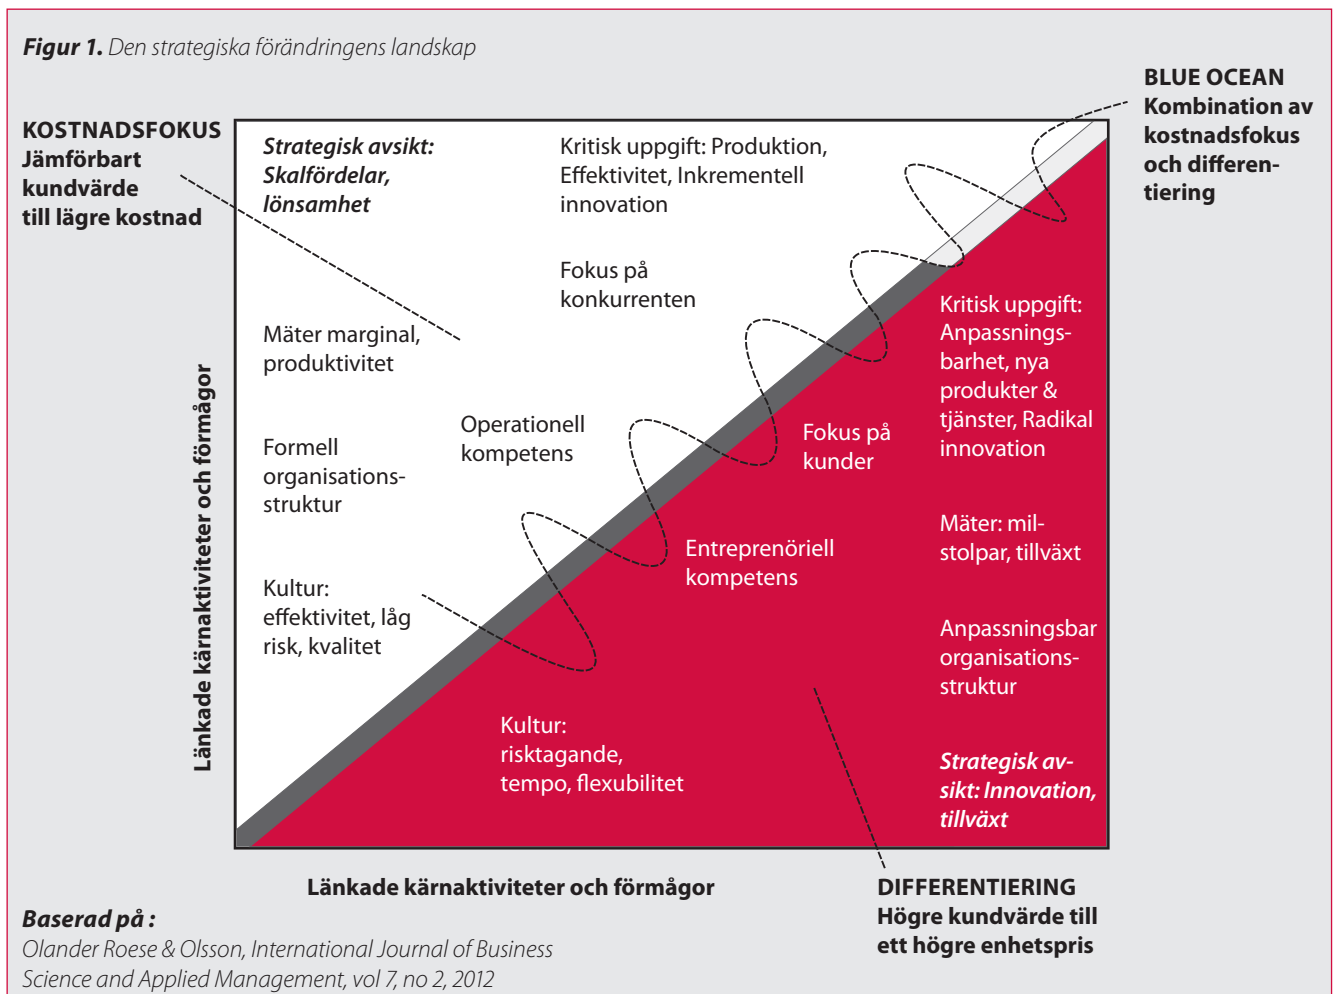 Figur 1. Den strategiska förändringens landskap
BLUE OCEAN
Kombination av
kostnadsfokus
och differen-
tiering
KOSTNADSFOKUS
Jämförbart
kundvärde
till lägre kostnad
Strategisk avsikt:
Skalfördelar,
lönsamhet
Kritisk uppgift: Produktion,
Effektivitet, Inkrementell
innovation
Fokus på
konkurrenten
Mäter marginal,
produktivitet
Operationell
kompetens
Formell
organisations-
struktur
Kultur:
effektivitet, låg
risk, kvalitet
Länkade kärnaktiviteter och förmågor
Kritisk uppgift:
Anpassnings-
barhet, nya
produkter &
tjänster, Radikal
innovation
Fokus på
kunder
Mäter: mil-
stolpar, tillväxt
Entreprenöriell
kompetens
Anpassningsbar
organisations-
struktur
Kultur:
risktagande,
tempo, flexubilitet
Strategisk av-
sikt: Innovation,
tillväxt
Länkade kärnaktiviteter och förmågor
DIFFERENTIERING
Högre kundvärde till
ett högre enhetspris
Baserad på :
Olander Roese & Olsson, International Journal of Business
Science and Applied Management, vol 7, no 2, 2012